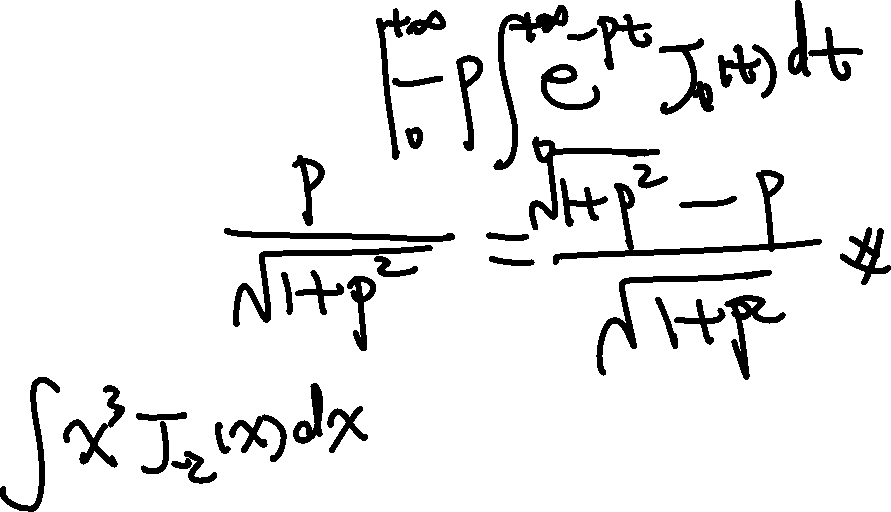 |_0^{+∞} - p∫_0^{+∞} e^{-pt} J_0(t) dt
p/√(1+p²) = (√(1+p²) - p)/√(1+p²) #
∫ x³ J_{-2}(x) dx